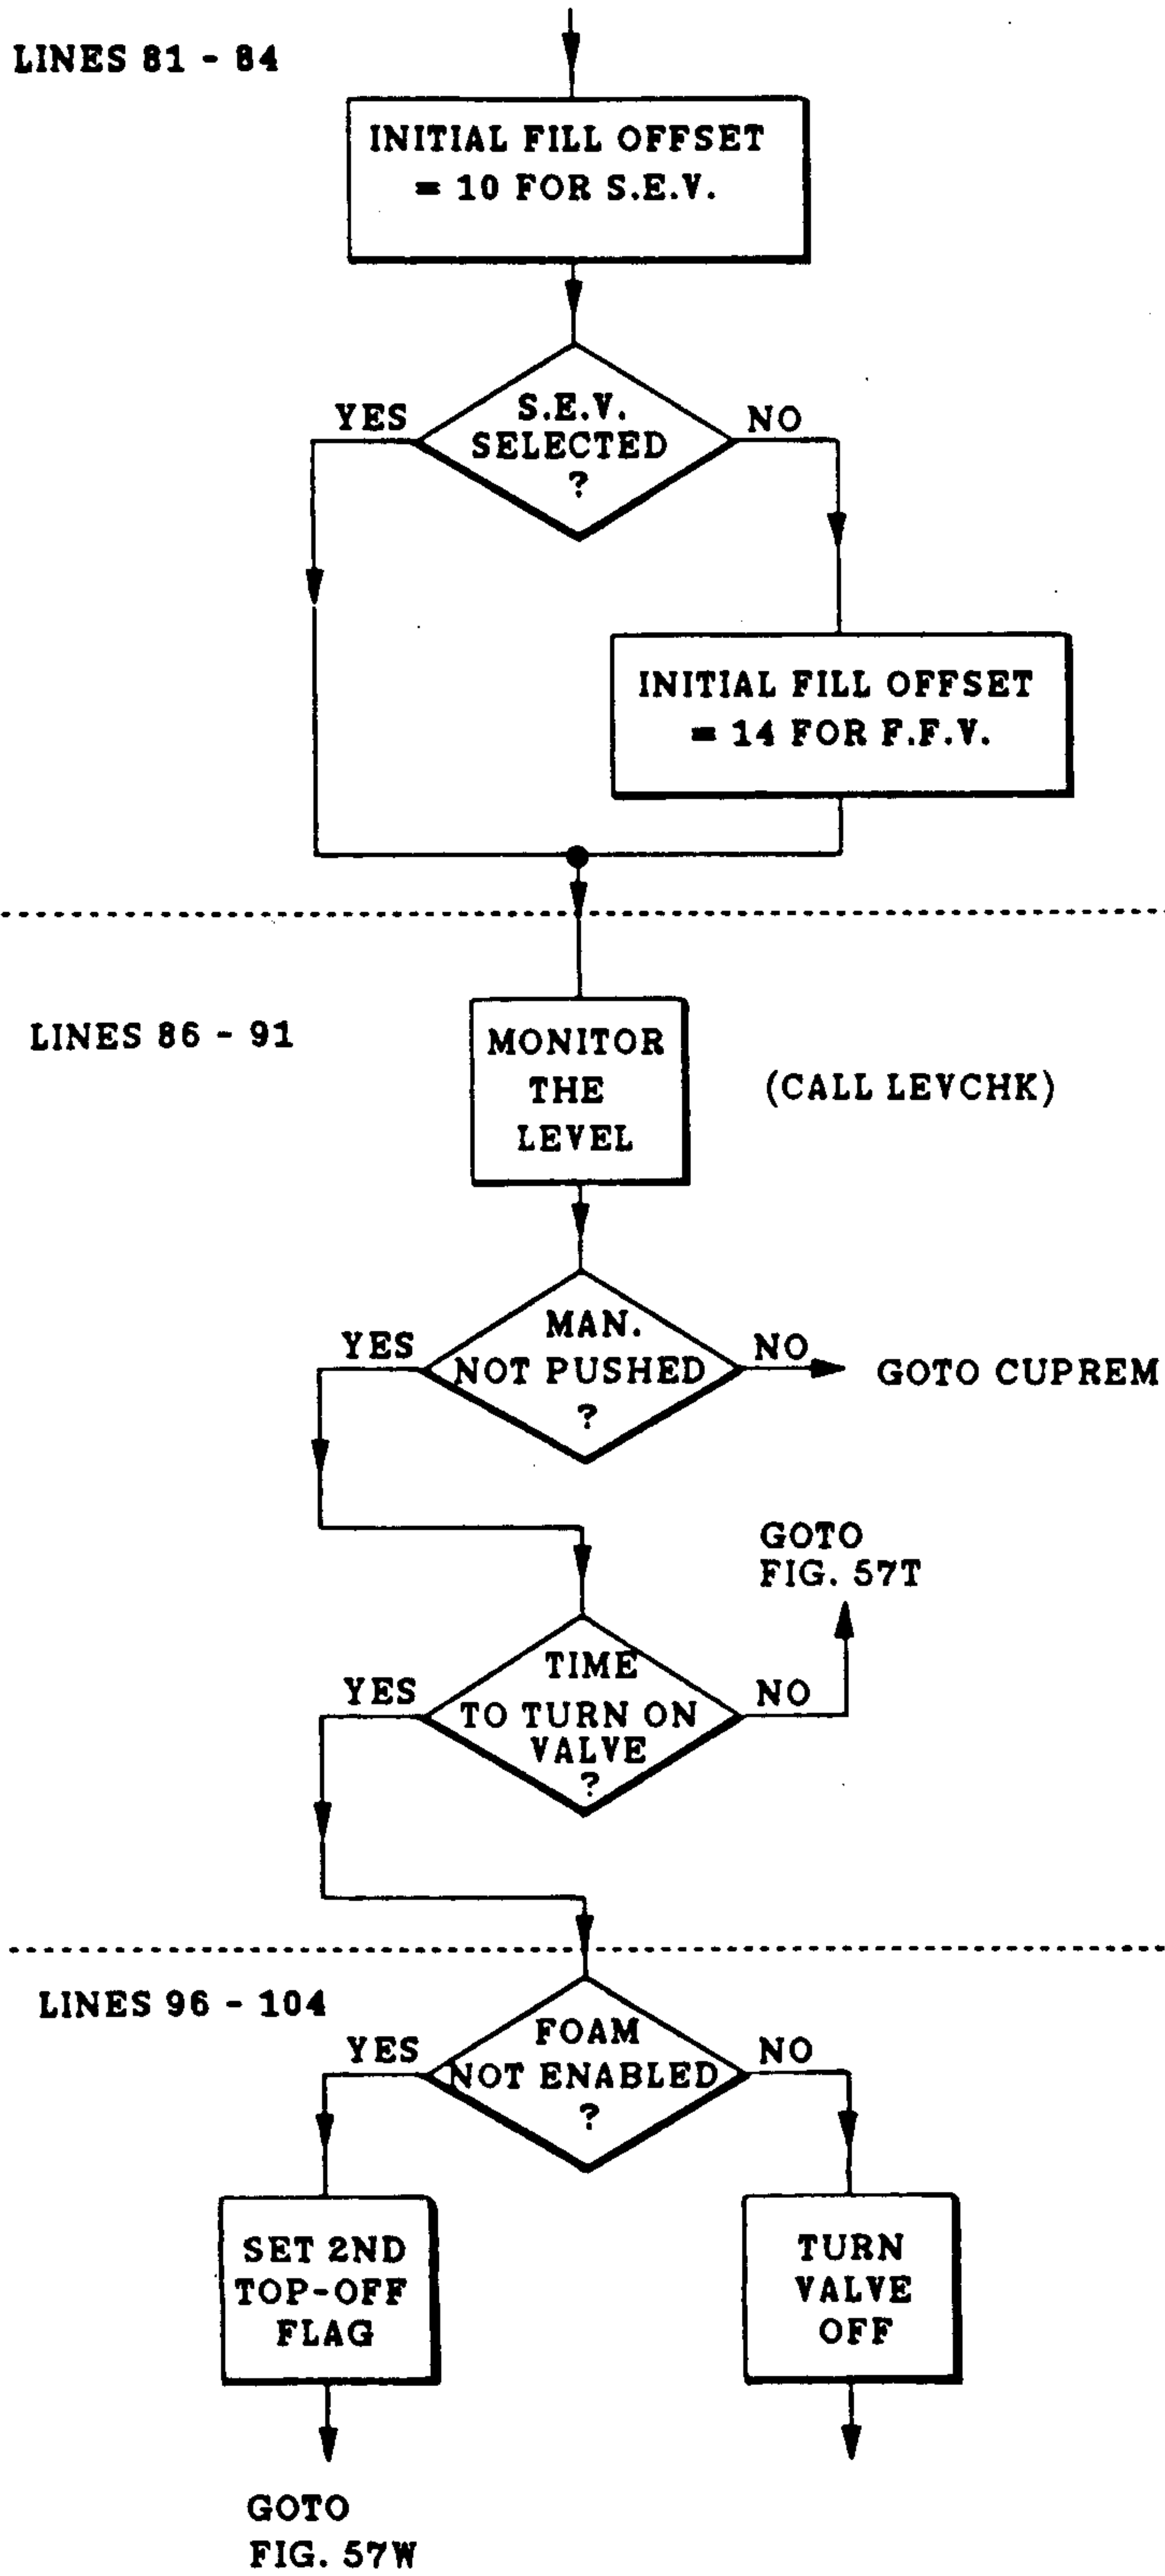 LINES 81 - 84
INITIAL FILL OFFSET
= 10 FOR S.E.V.
YES
S.E.V.
SELECTED
?
NO
INITIAL FILL OFFSET
= 14 FOR F.F.V.
LINES 86 - 91
MONITOR
THE
LEVEL
(CALL LEVCHK)
YES
MAN.
NOT PUSHED
?
NO
GOTO CUPREM
GOTO
FIG. 57T
YES
TIME
TO TURN ON
VALVE
?
NO
LINES 96 - 104
YES
FOAM
NOT ENABLED
?
NO
SET 2ND
TOP-OFF
FLAG
TURN
VALVE
OFF
GOTO
FIG. 57W